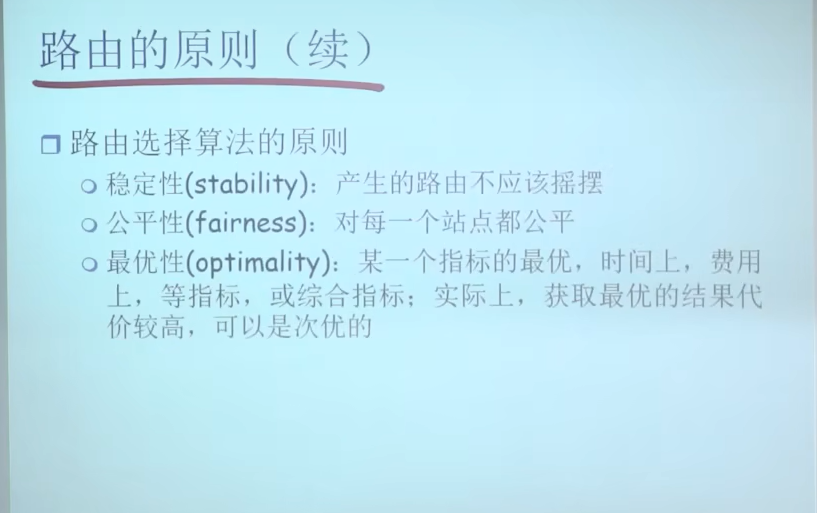 路由的原则（续）
路由选择算法的原则
稳定性(stability)：产生的路由不应该摇摆
公平性(fairness)：对每一个站点都公平
最优性(optimality)：某一个指标的最优，时间上，费用
上，等指标，或综合指标；实际上，获取最优的结果代
价较高，可以是次优的